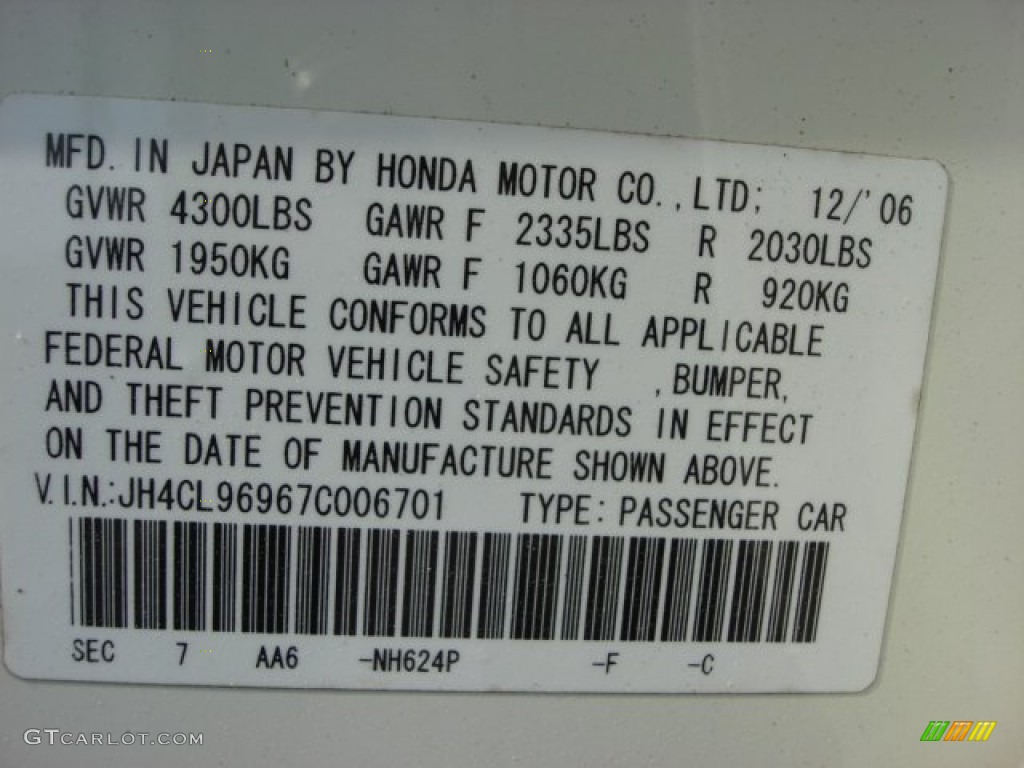 MFD. IN JAPAN BY HONDA MOTOR CO.,LTD; 12/'06
GVWR 4300LBS GAWR F 2335LBS R 2030LBS
GVWR 1950KG GAWR F 1060KG R 920KG
THIS VEHICLE CONFORMS TO ALL APPLICABLE
FEDERAL MOTOR VEHICLE SAFETY ,BUMPER,
AND THEFT PREVENTION STANDARDS IN EFFECT
ON THE DATE OF MANUFACTURE SHOWN ABOVE.
V.I.N.:JH4CL96967C006701 TYPE: PASSENGER CAR
SEC 7 AA6 -NH624P -F -C
GTCARLOT.COM